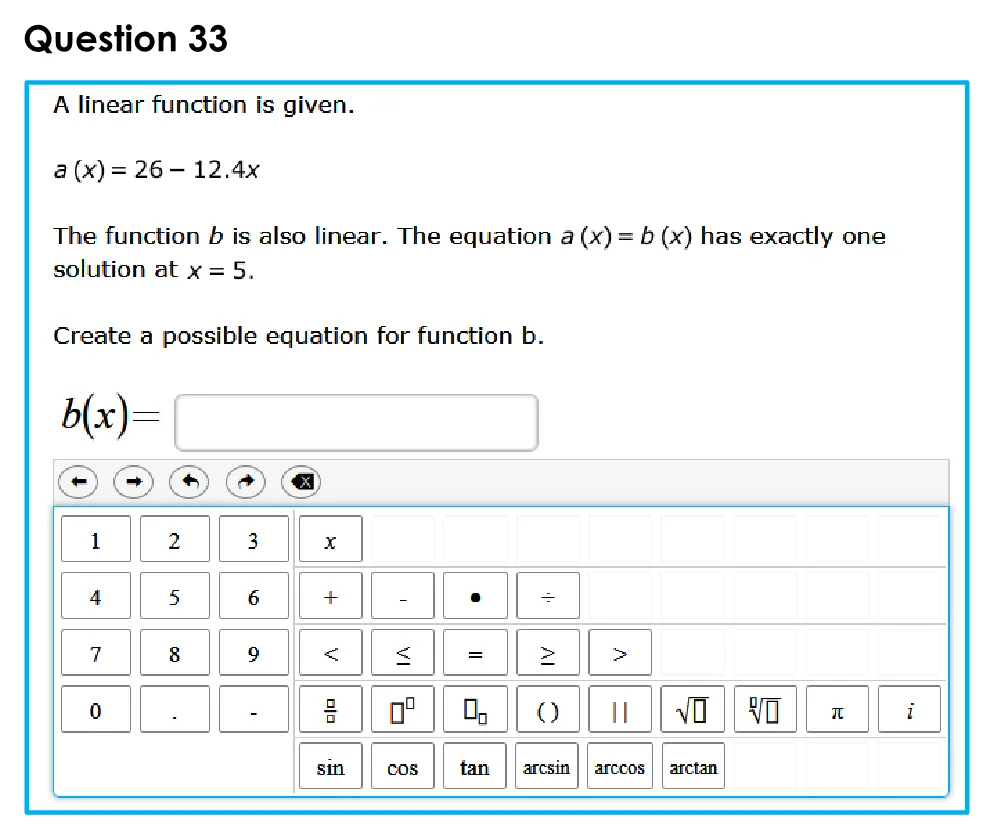 Question 33
A linear function is given.
a (x) = 26 – 12.4x
The function b is also linear. The equation a (x) = b (x) has exactly one
solution at x = 5.
Create a possible equation for function b.
b(x)=
1 2 3 x
4 5 6 + - • ÷
7 8 9 < ≤ = ≥ >
0 . - ▯/▯ ▯^▯ ▯_▯ ( ) | | √▯ ▯√▯ π i
sin cos tan arcsin arccos arctan